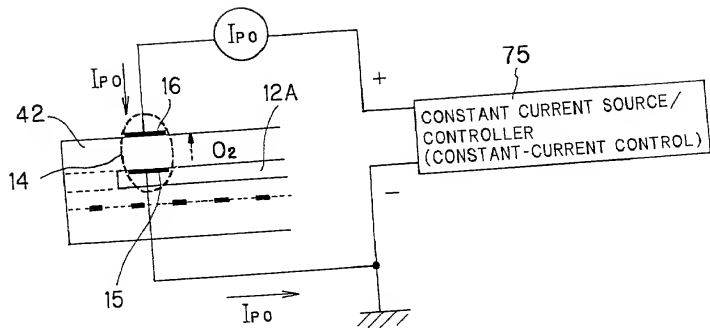 IPO
IPO
16
12A
+
75
42
CONSTANT CURRENT SOURCE/
CONTROLLER
(CONSTANT-CURRENT CONTROL)
14
O2
−
15
IPO